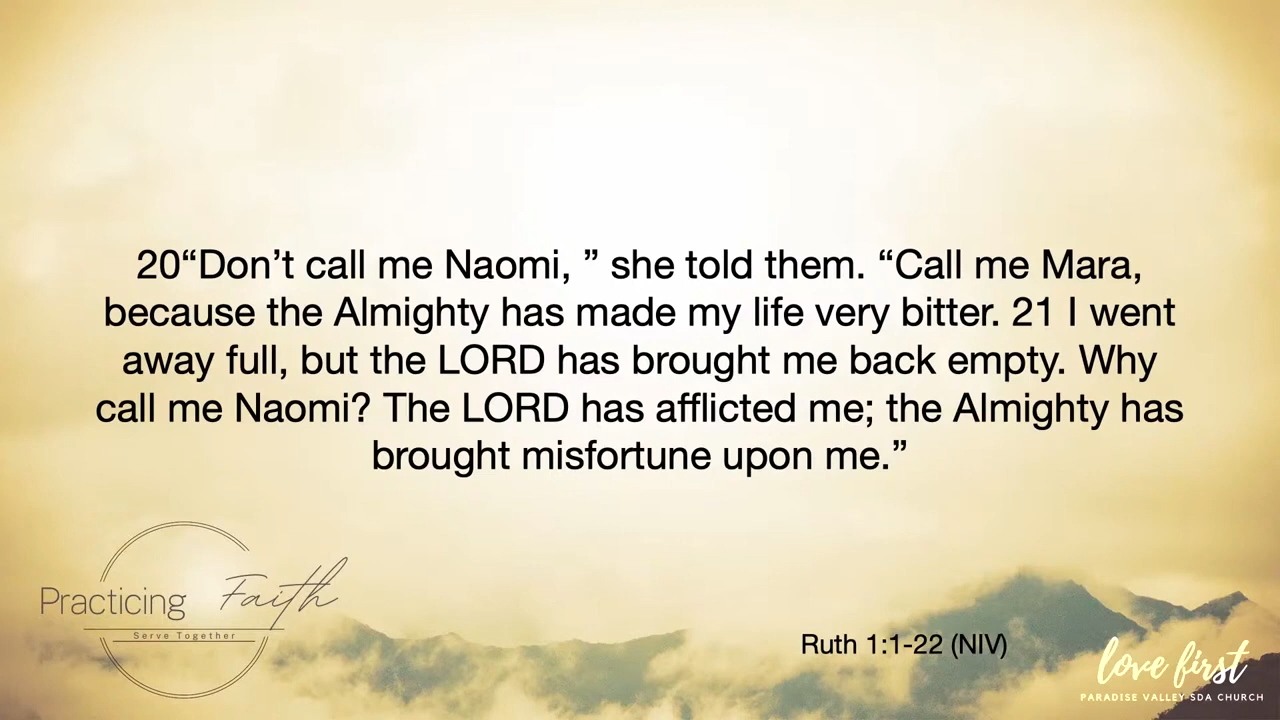 20“Don’t call me Naomi, ” she told them. “Call me Mara,
because the Almighty has made my life very bitter. 21 I went
away full, but the LORD has brought me back empty. Why
call me Naomi? The LORD has afflicted me; the Almighty has
brought misfortune upon me.”
Practicing Faith
Serve Together
Ruth 1:1-22 (NIV)
love first
PARADISE VALLEY SDA CHURCH